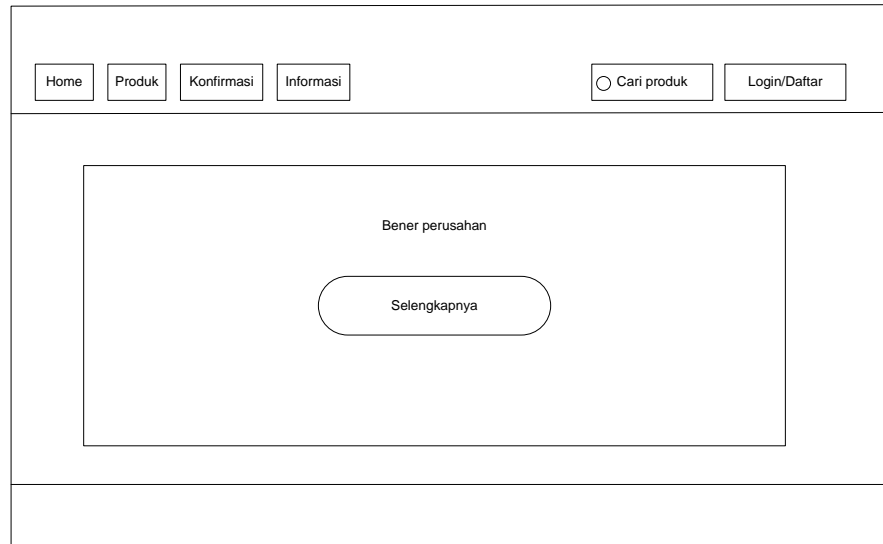 Home
Produk
Konfirmasi
Informasi
Cari produk
Login/Daftar
Bener perusahan
Selengkapnya